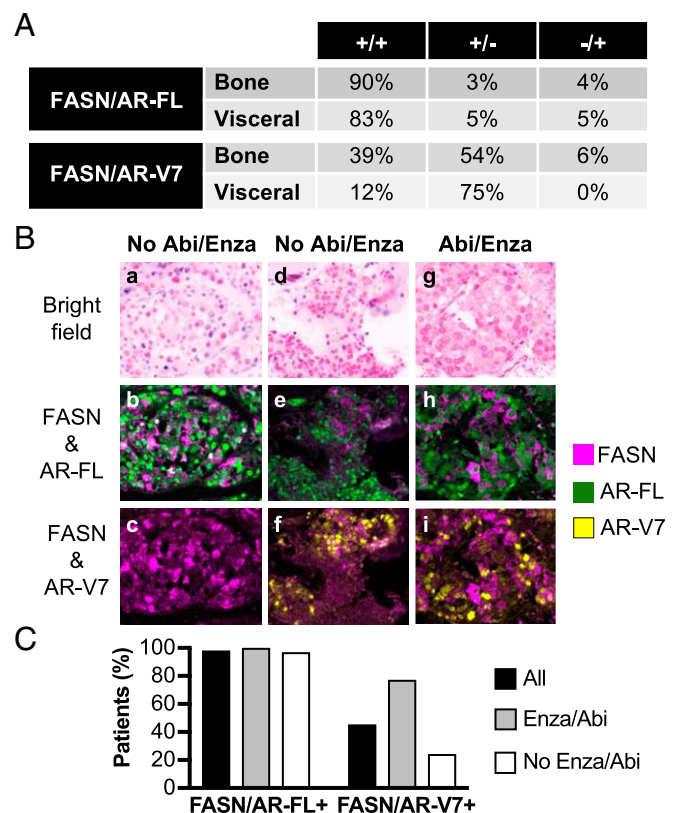 A
+/+ +/- -/+
FASN/AR-FL
Bone 90% 3% 4%
Visceral 83% 5% 5%
FASN/AR-V7
Bone 39% 54% 6%
Visceral 12% 75% 0%
B
No Abi/Enza No Abi/Enza Abi/Enza
Bright
field
a d g
FASN
&
AR-FL
b e h
FASN
&
AR-V7
c f i
FASN
AR-FL
AR-V7
C
Patients (%)
100
80
60
40
20
0
FASN/AR-FL+ FASN/AR-V7+
All
Enza/Abi
No Enza/Abi